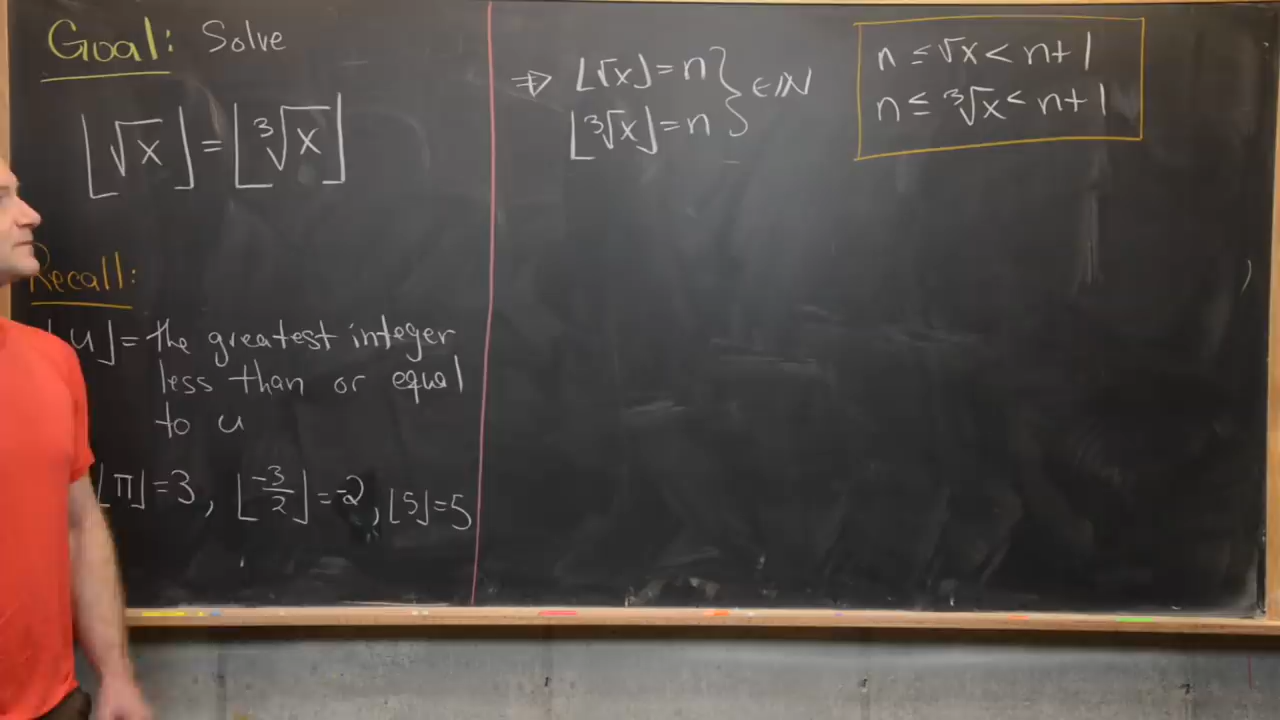 Goal: Solve
⌊√x⌋ = ⌊∛x⌋
Recall:
⌊u⌋ = the greatest integer
less than or equal
to u
⌊π⌋ = 3, ⌊-3/2⌋ = -2, ⌊5⌋ = 5
⇒ ⌊√x⌋ = n
⌊∛x⌋ = n } ∈ ℕ
n ≤ √x < n+1
n ≤ ∛x < n+1